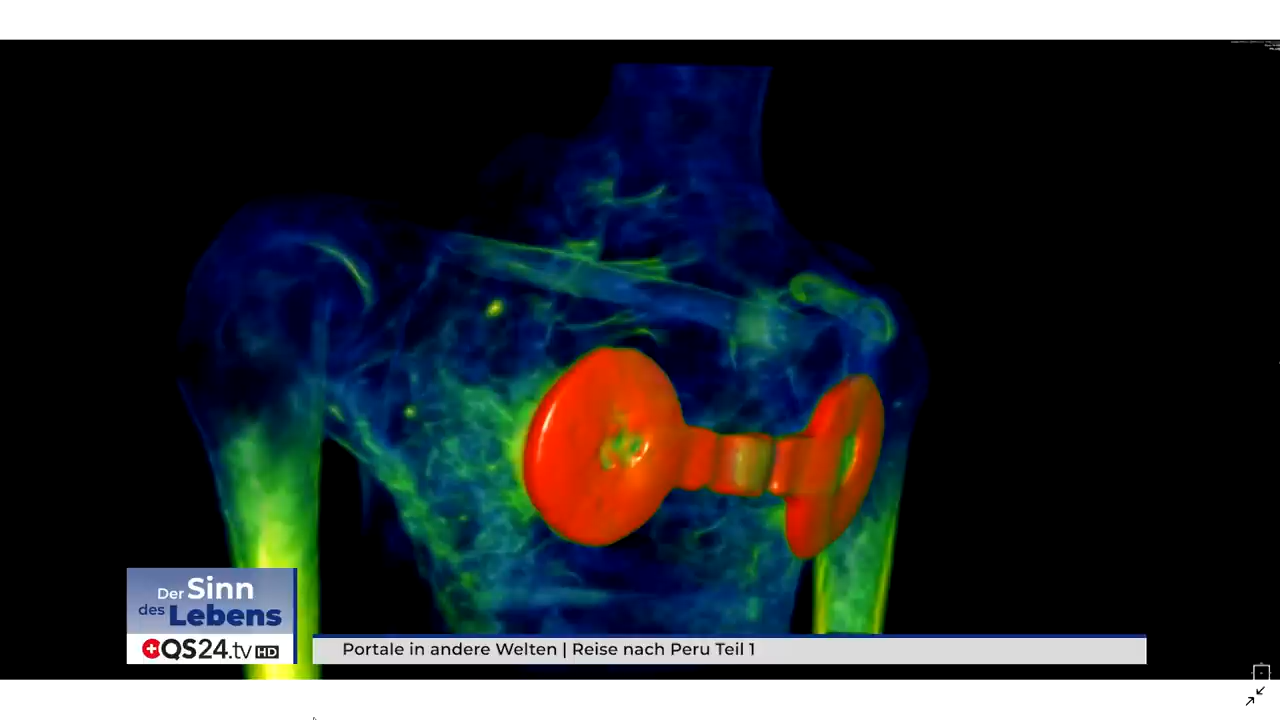 Der Sinn
des Lebens
QS24.tv HD
Portale in andere Welten | Reise nach Peru Teil 1